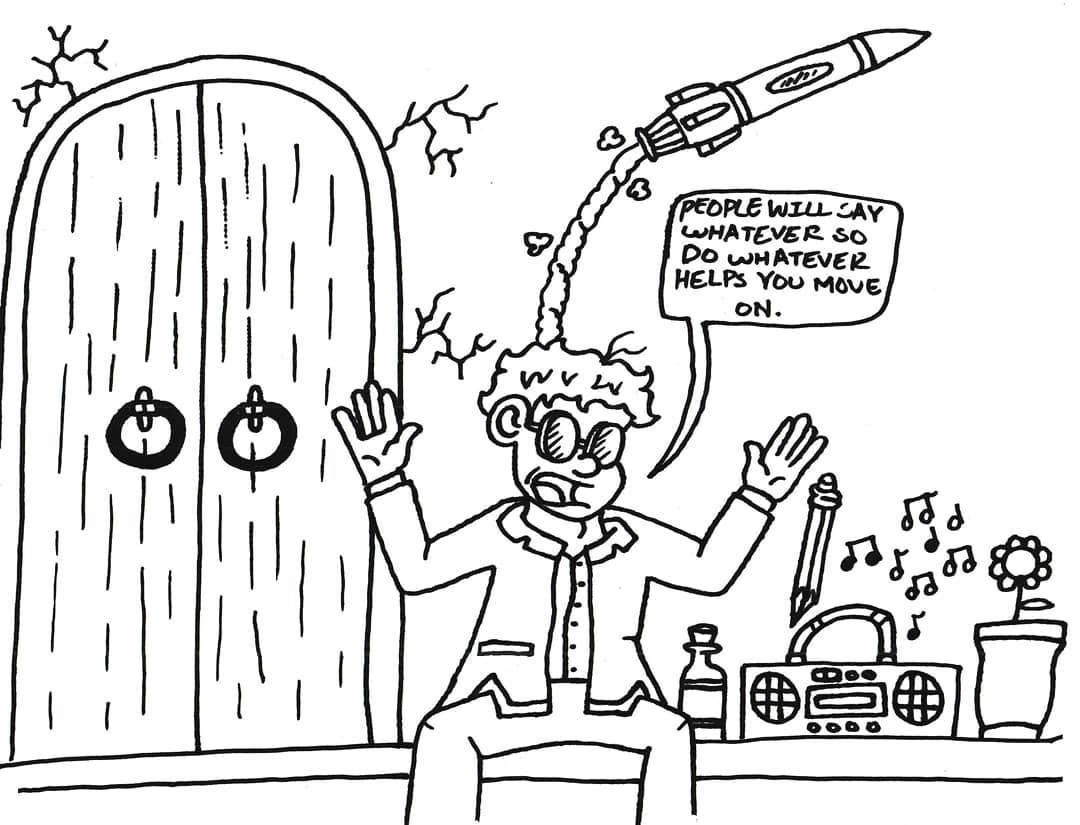 PEOPLE WILL SAY
WHATEVER SO
DO WHATEVER
HELPS YOU MOVE
ON.